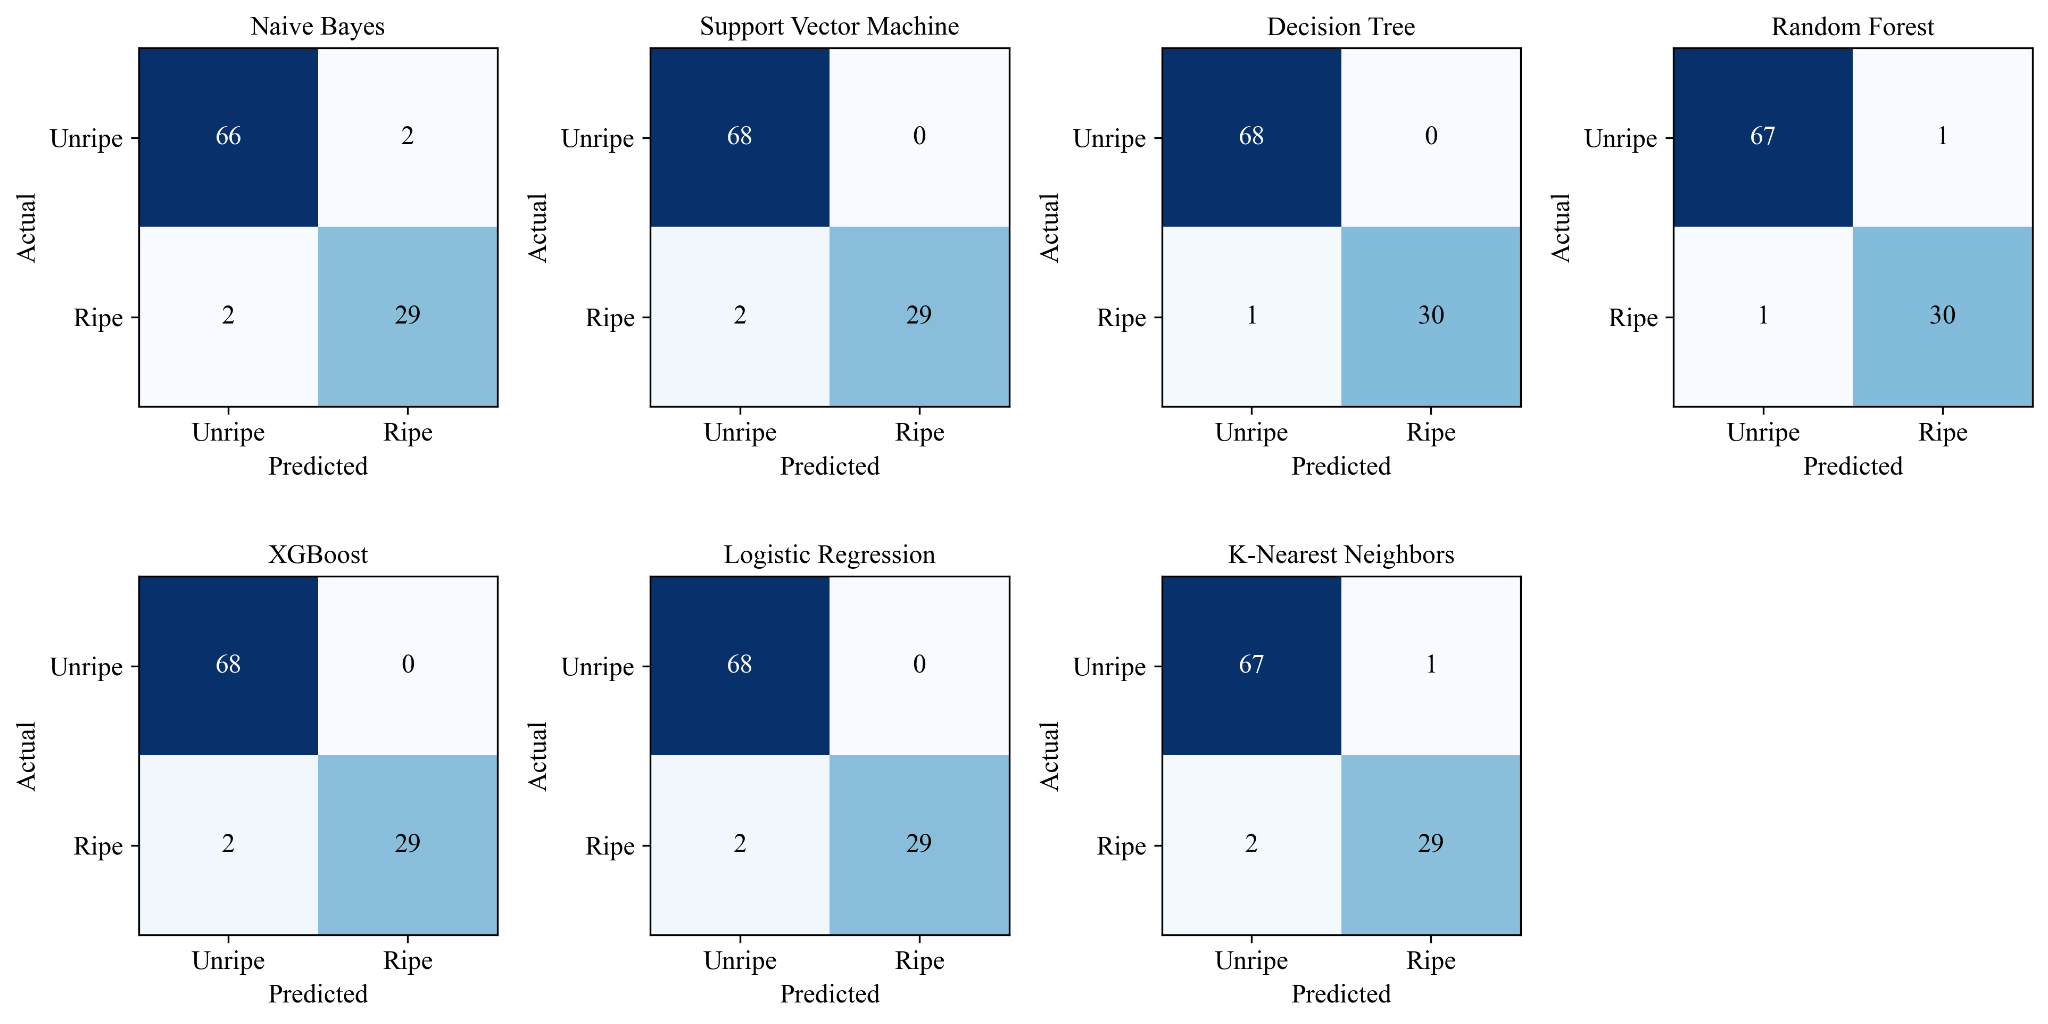 Naive Bayes
Unripe
66
2
Actual
Ripe
2
29
Unripe
Ripe
Predicted
Support Vector Machine
Unripe
68
0
Actual
Ripe
2
29
Unripe
Ripe
Predicted
Decision Tree
Unripe
68
0
Actual
Ripe
1
30
Unripe
Ripe
Predicted
Random Forest
Unripe
67
1
Actual
Ripe
1
30
Unripe
Ripe
Predicted
XGBoost
Unripe
68
0
Actual
Ripe
2
29
Unripe
Ripe
Predicted
Logistic Regression
Unripe
68
0
Actual
Ripe
2
29
Unripe
Ripe
Predicted
K-Nearest Neighbors
Unripe
67
1
Actual
Ripe
2
29
Unripe
Ripe
Predicted